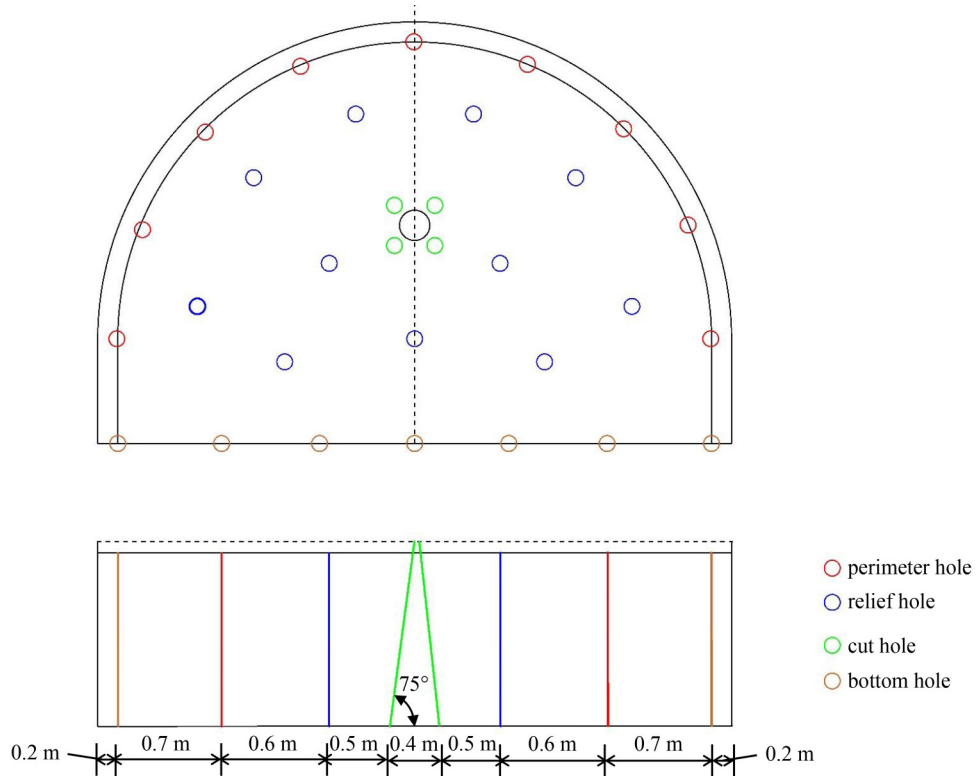 perimeter hole
relief hole
cut hole
bottom hole
75°
0.2 m
0.7 m
0.6 m
0.5 m
0.4 m
0.5 m
0.6 m
0.7 m
0.2 m